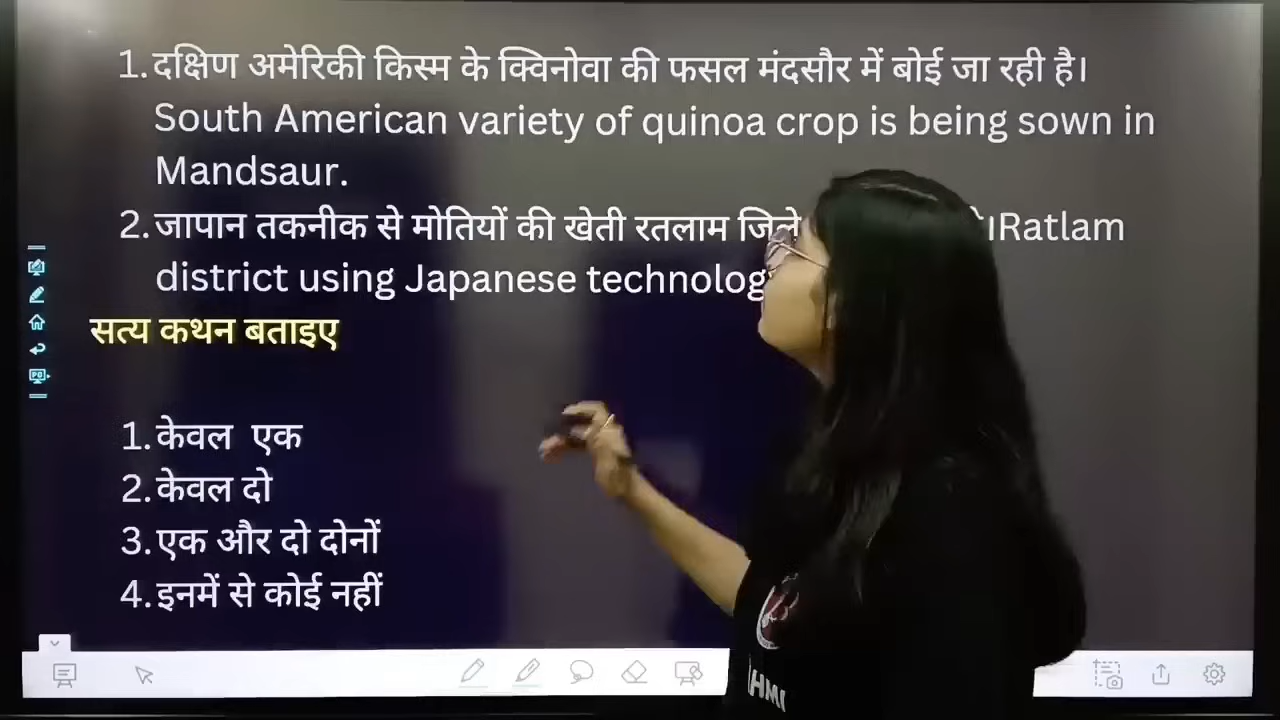 1. दक्षिण अमेरिकी किस्म के क्विनोवा की फसल मंदसौर में बोई जा रही है।
South American variety of quinoa crop is being sown in
Mandsaur.
2. जापान तकनीक से मोतियों की खेती रतलाम जिले Ratlam
district using Japanese
सत्य कथन बताइए
1. केवल एक
2. केवल दो
3. एक और दो दोनों
4. इनमें से कोई नहीं